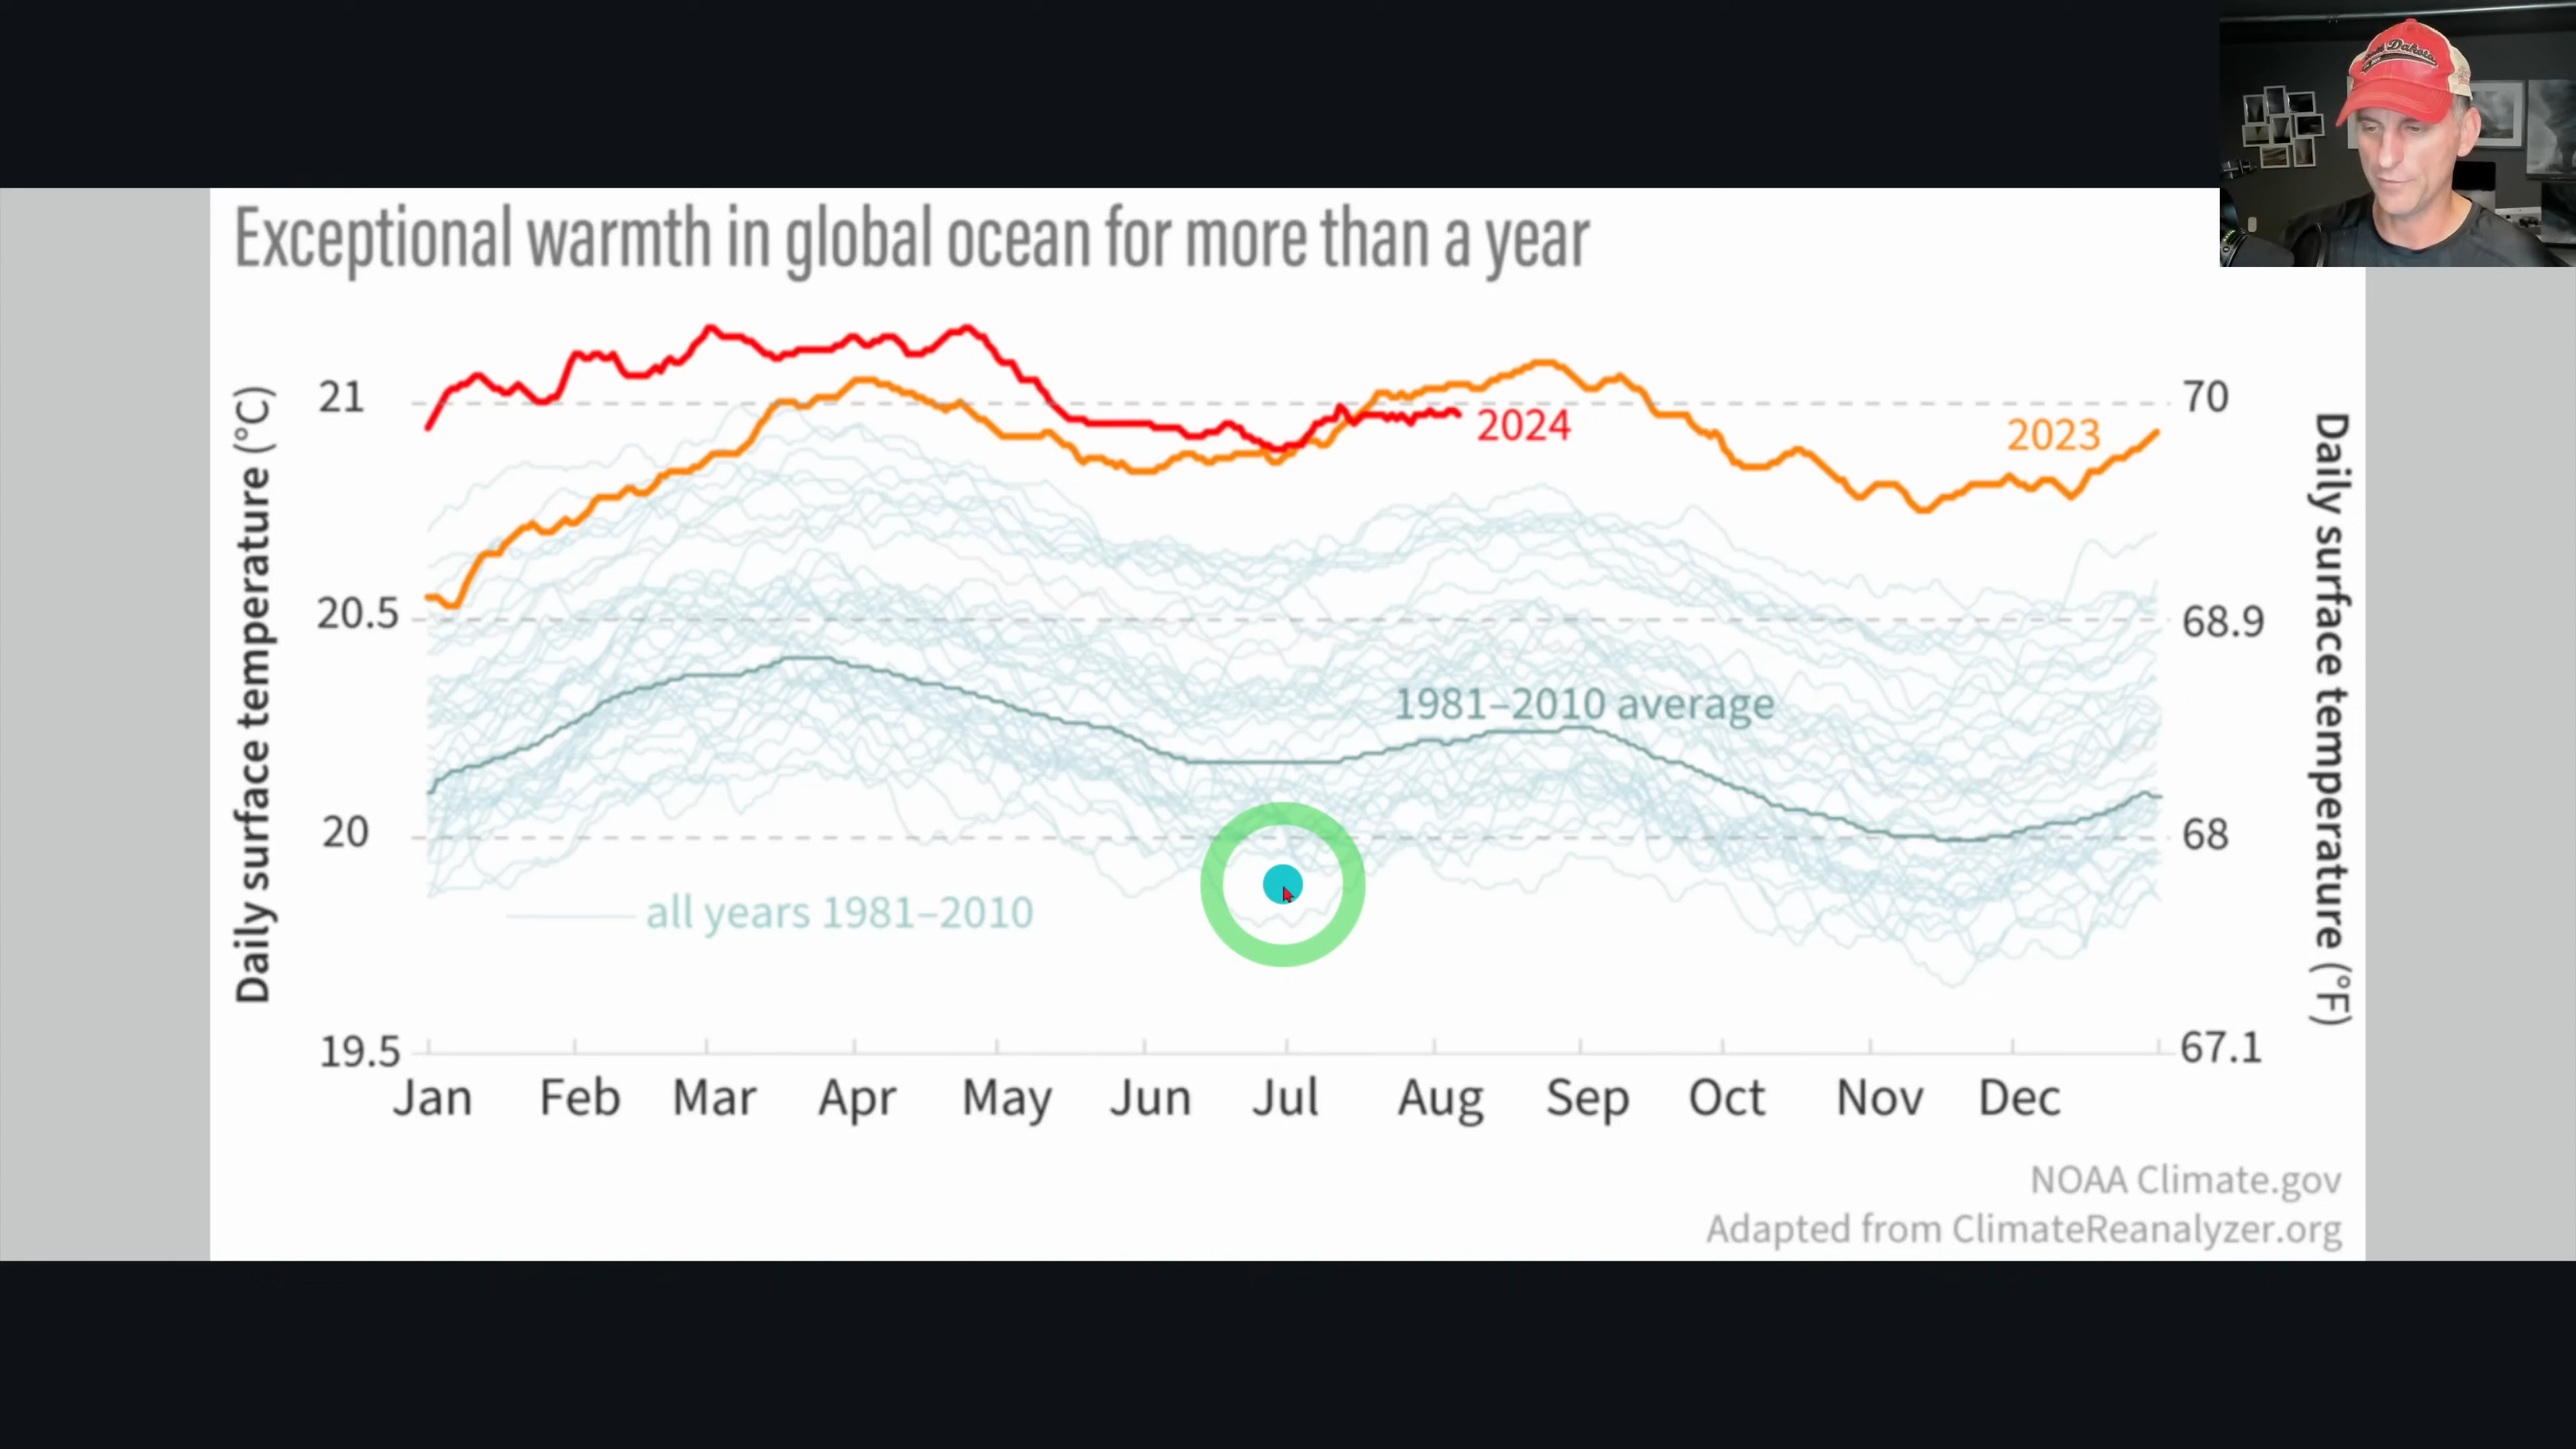 Exceptional warmth in global ocean for more than a year
Daily surface temperature (°C)
21
20.5
20
19.5
2024
2023
1981–2010 average
all years 1981–2010
70
68.9
68
67.1
Daily surface temperature (°F)
Jan Feb Mar Apr May Jun Jul Aug Sep Oct Nov Dec
NOAA Climate.gov
Adapted from ClimateReanalyzer.org
Dakota